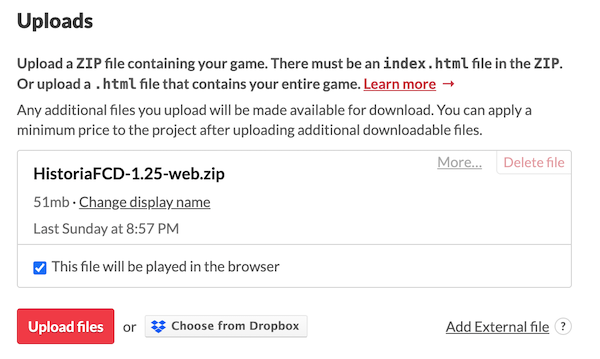 Uploads
Upload a ZIP file containing your game. There must be an index.html file in the ZIP.
Or upload a .html file that contains your entire game. Learn more →
Any additional files you upload will be made available for download. You can apply a
minimum price to the project after uploading additional downloadable files.
More... Delete file
HistoriaFCD-1.25-web.zip
51mb · Change display name
Last Sunday at 8:57 PM
This file will be played in the browser
Upload files or Choose from Dropbox Add External file ?